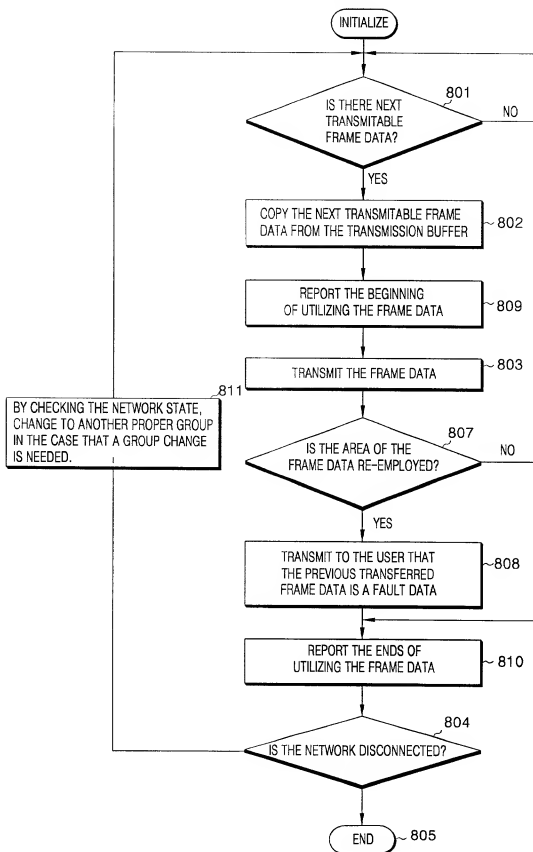 INITIALIZE
801
IS THERE NEXT
TRANSMITABLE
FRAME DATA?
NO
YES
COPY THE NEXT TRANSMITABLE FRAME
DATA FROM THE TRANSMISSION BUFFER
802
REPORT THE BEGINNING
OF UTILIZING THE FRAME DATA
809
TRANSMIT THE FRAME DATA
803
811
BY CHECKING THE NETWORK STATE,
CHANGE TO ANOTHER PROPER GROUP
IN THE CASE THAT A GROUP CHANGE
IS NEEDED.
807
IS THE AREA OF THE
FRAME DATA RE-EMPLOYED?
NO
YES
TRANSMIT TO THE USER THAT
THE PREVIOUS TRANSFERRED
FRAME DATA IS A FAULT DATA
808
REPORT THE ENDS OF
UTILIZING THE FRAME DATA
810
804
IS THE NETWORK DISCONNECTED?
END
805